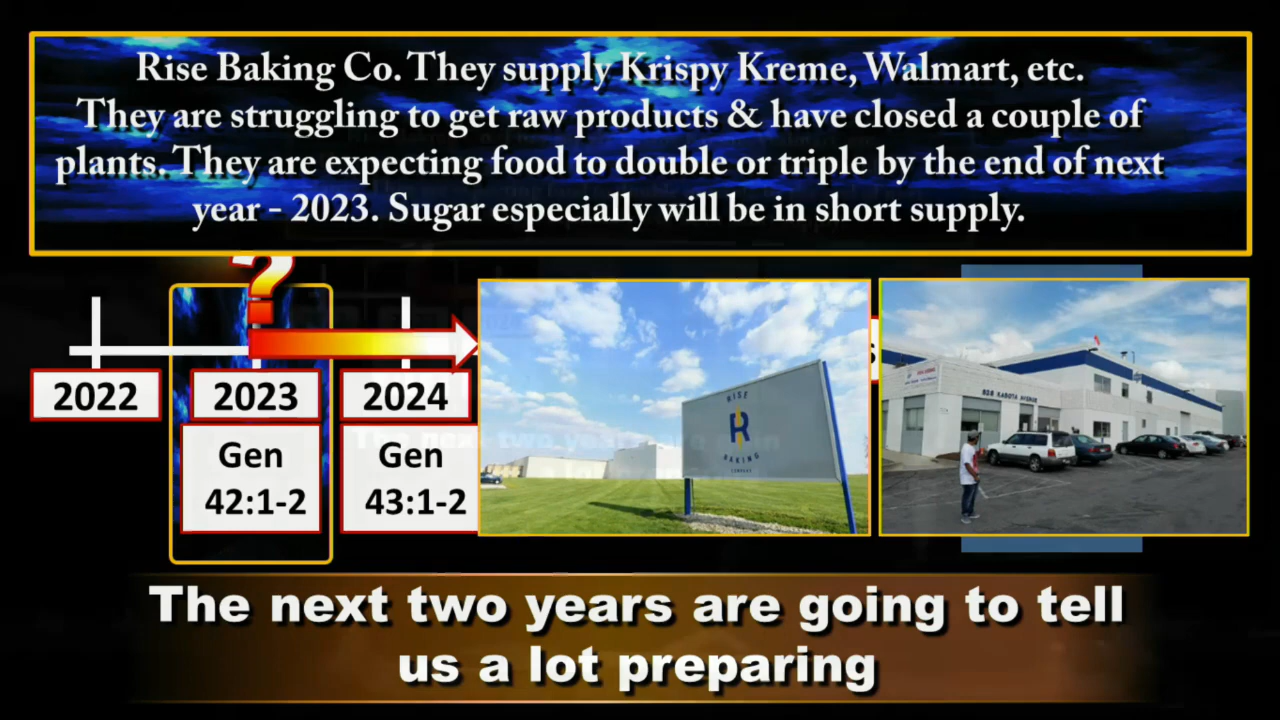 Rise Baking Co. They supply Krispy Kreme, Walmart, etc.
They are struggling to get raw products & have closed a couple of
plants. They are expecting food to double or triple by the end of next
year - 2023. Sugar especially will be in short supply.
?
2022
2023
2024
Gen
42:1-2
Gen
43:1-2
RISE
R
BAKING
COMPANY
s
808 KABOTA AVENUE
The next two years are going to tell
us a lot preparing